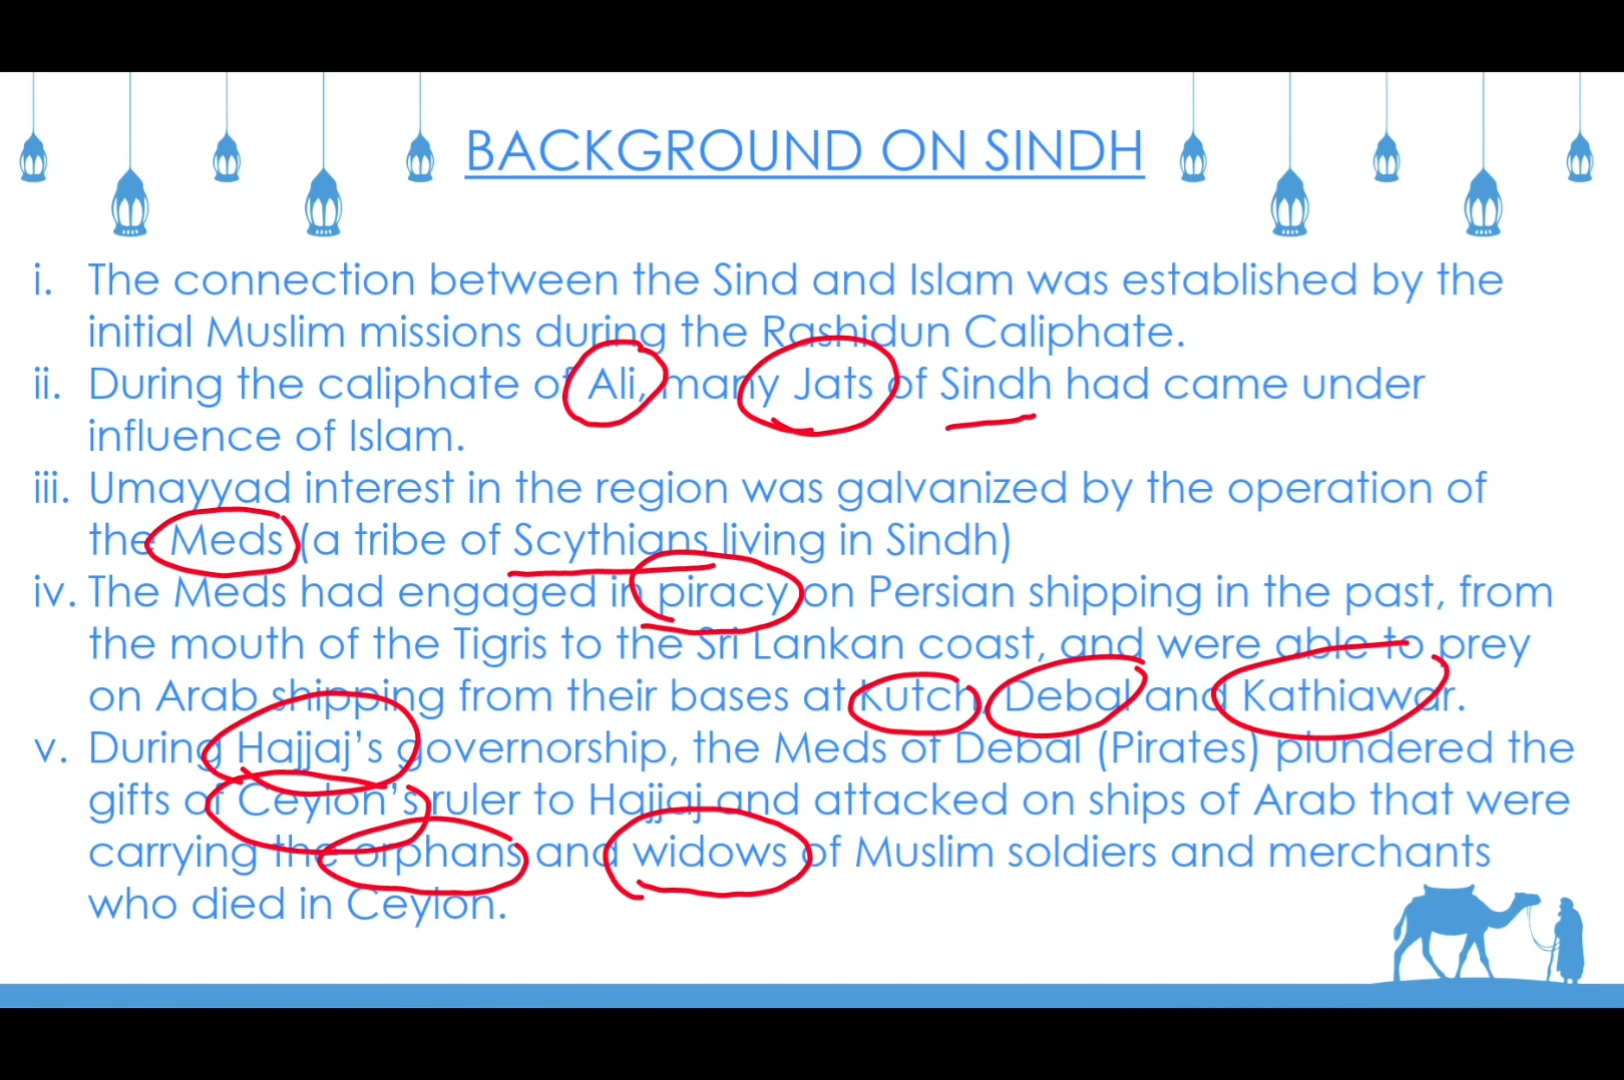 BACKGROUND ON SINDH
i. The connection between the Sind and Islam was established by the
initial Muslim missions during the Rashidun Caliphate.
ii. During the caliphate of Ali, many Jats of Sindh had came under
influence of Islam.
iii. Umayyad interest in the region was galvanized by the operation of
the Meds (a tribe of Scythians living in Sindh)
iv. The Meds had engaged in piracy on Persian shipping in the past, from
the mouth of the Tigris to the Sri Lankan coast, and were able to prey
on Arab shipping from their bases at Kutch, Debal and Kathiawar.
v. During Hajjaj’s governorship, the Meds of Debal (Pirates) plundered the
gifts of Ceylon’s ruler to Hajjaj and attacked on ships of Arab that were
carrying the orphans and widows of Muslim soldiers and merchants
who died in Ceylon.